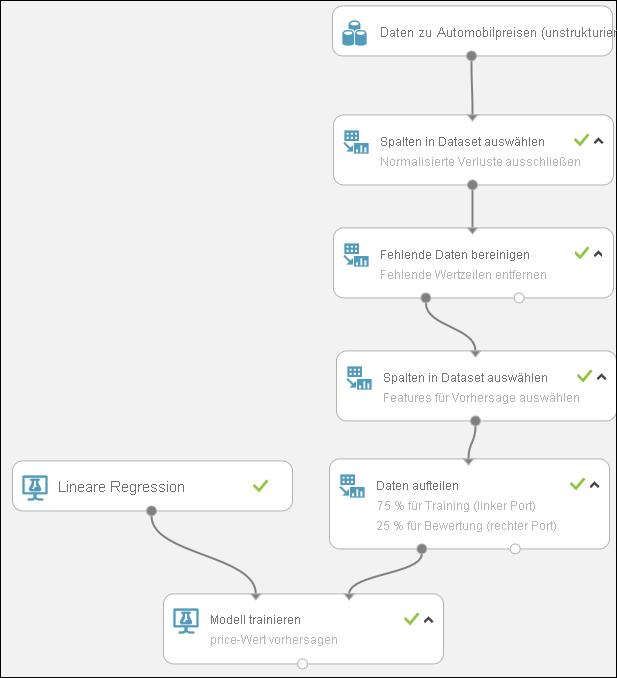 Daten zu Automobilpreisen (unstrukturier
Spalten in Dataset auswählen
Normalisierte Verluste ausschließen
Fehlende Daten bereinigen
Fehlende Wertzeilen entfernen
Spalten in Dataset auswählen
Features für Vorhersage auswählen
Lineare Regression
Daten aufteilen
75 % für Training (linker Port)
25 % für Bewertung (rechter Port)
Modell trainieren
price-Wert vorhersagen